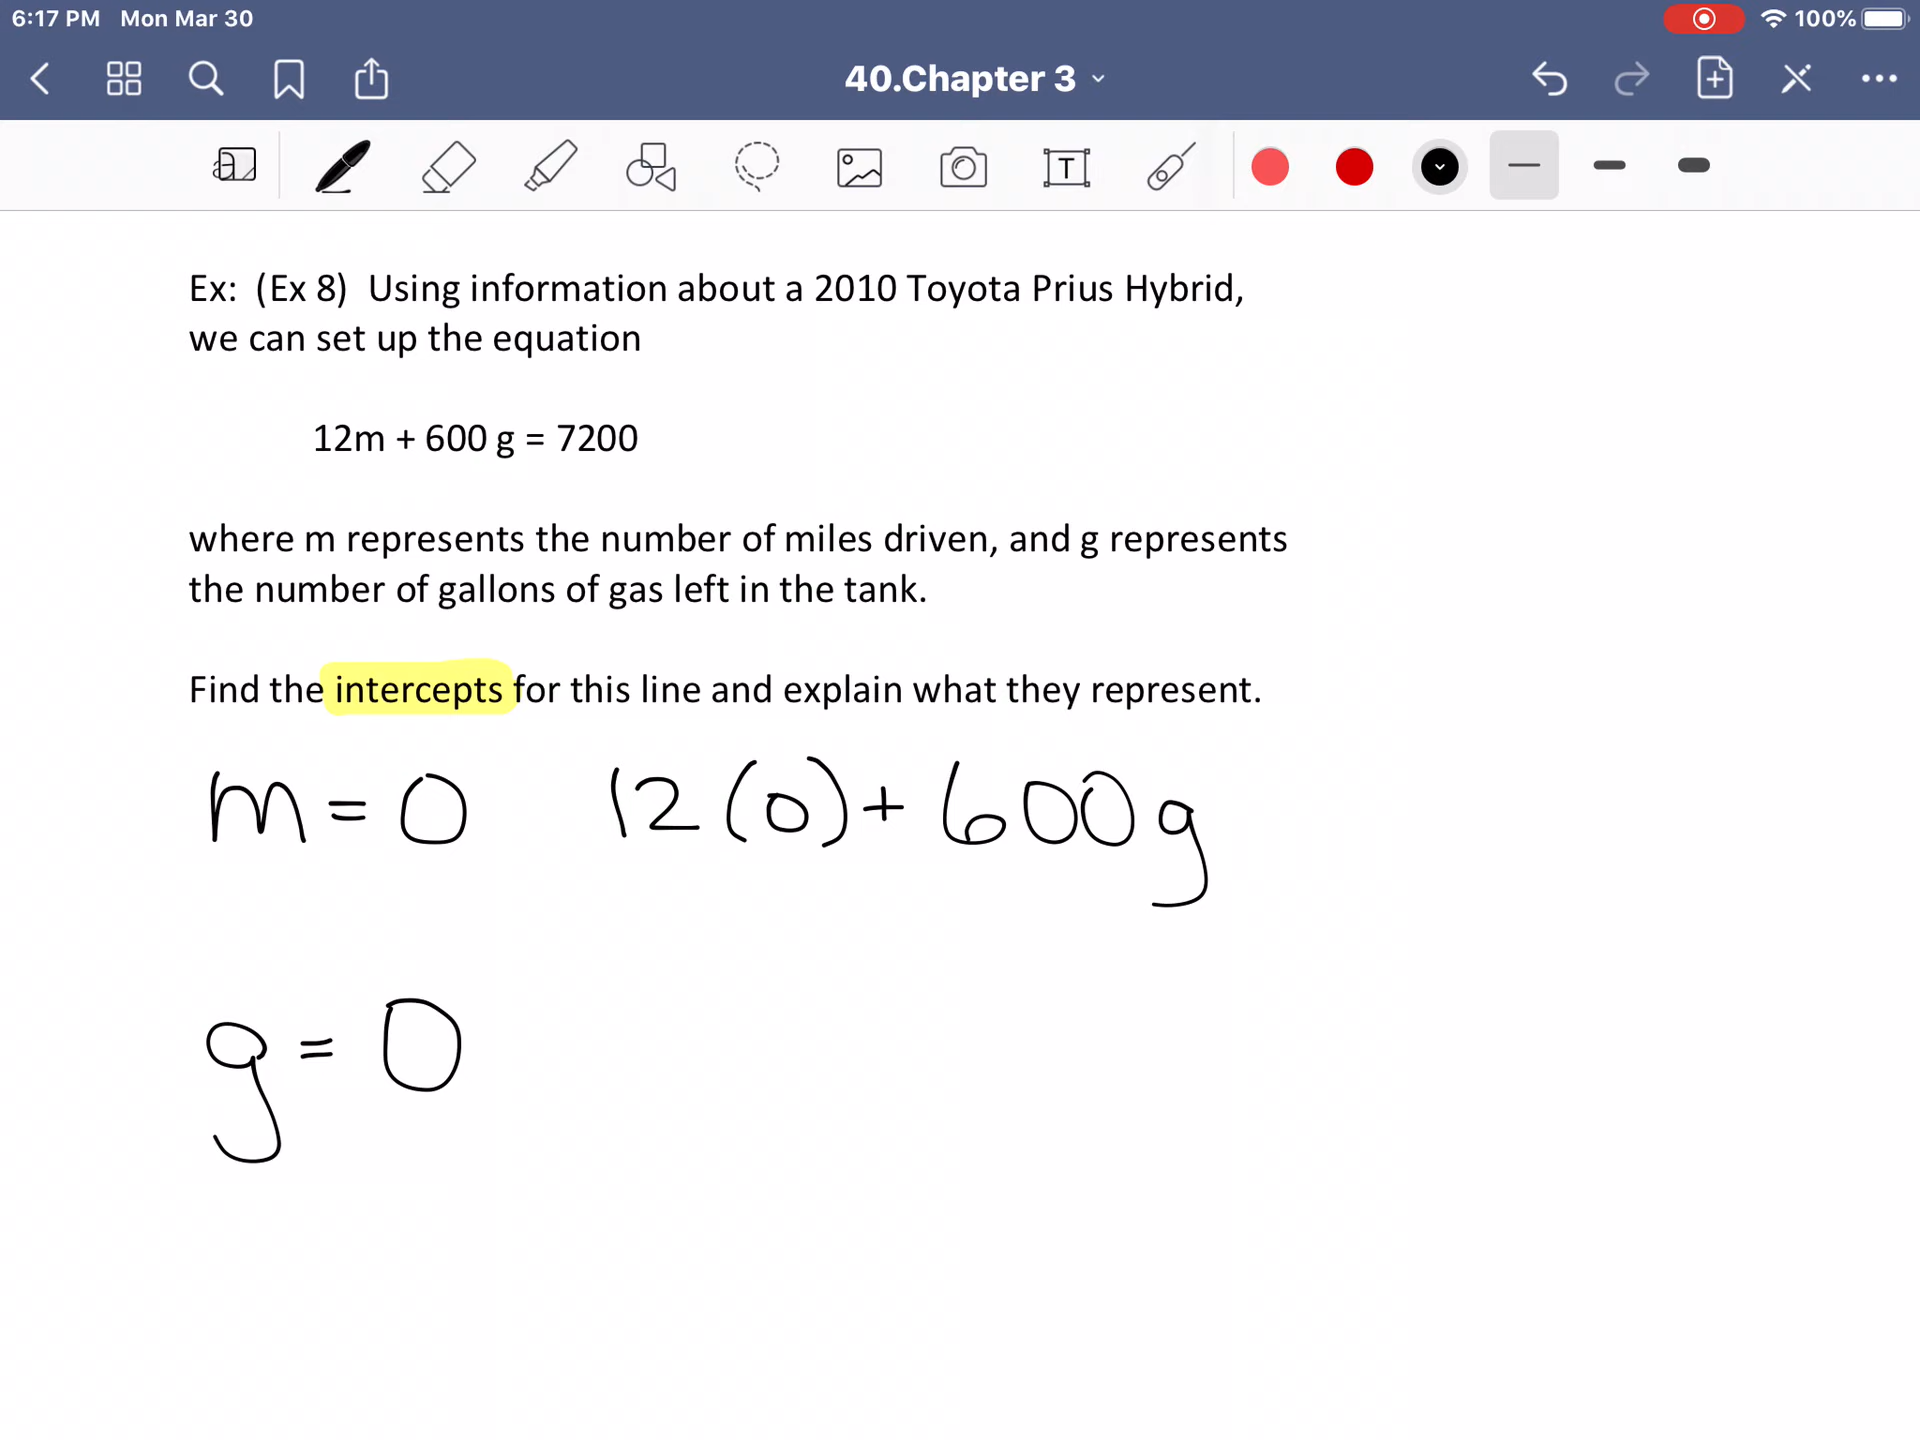 6:17 PM Mon Mar 30 100%
40.Chapter 3
a T
Ex: (Ex 8) Using information about a 2010 Toyota Prius Hybrid,
we can set up the equation
12m + 600 g = 7200
where m represents the number of miles driven, and g represents
the number of gallons of gas left in the tank.
Find the intercepts for this line and explain what they represent.
m = 0 12 (0) + 600g
g = 0